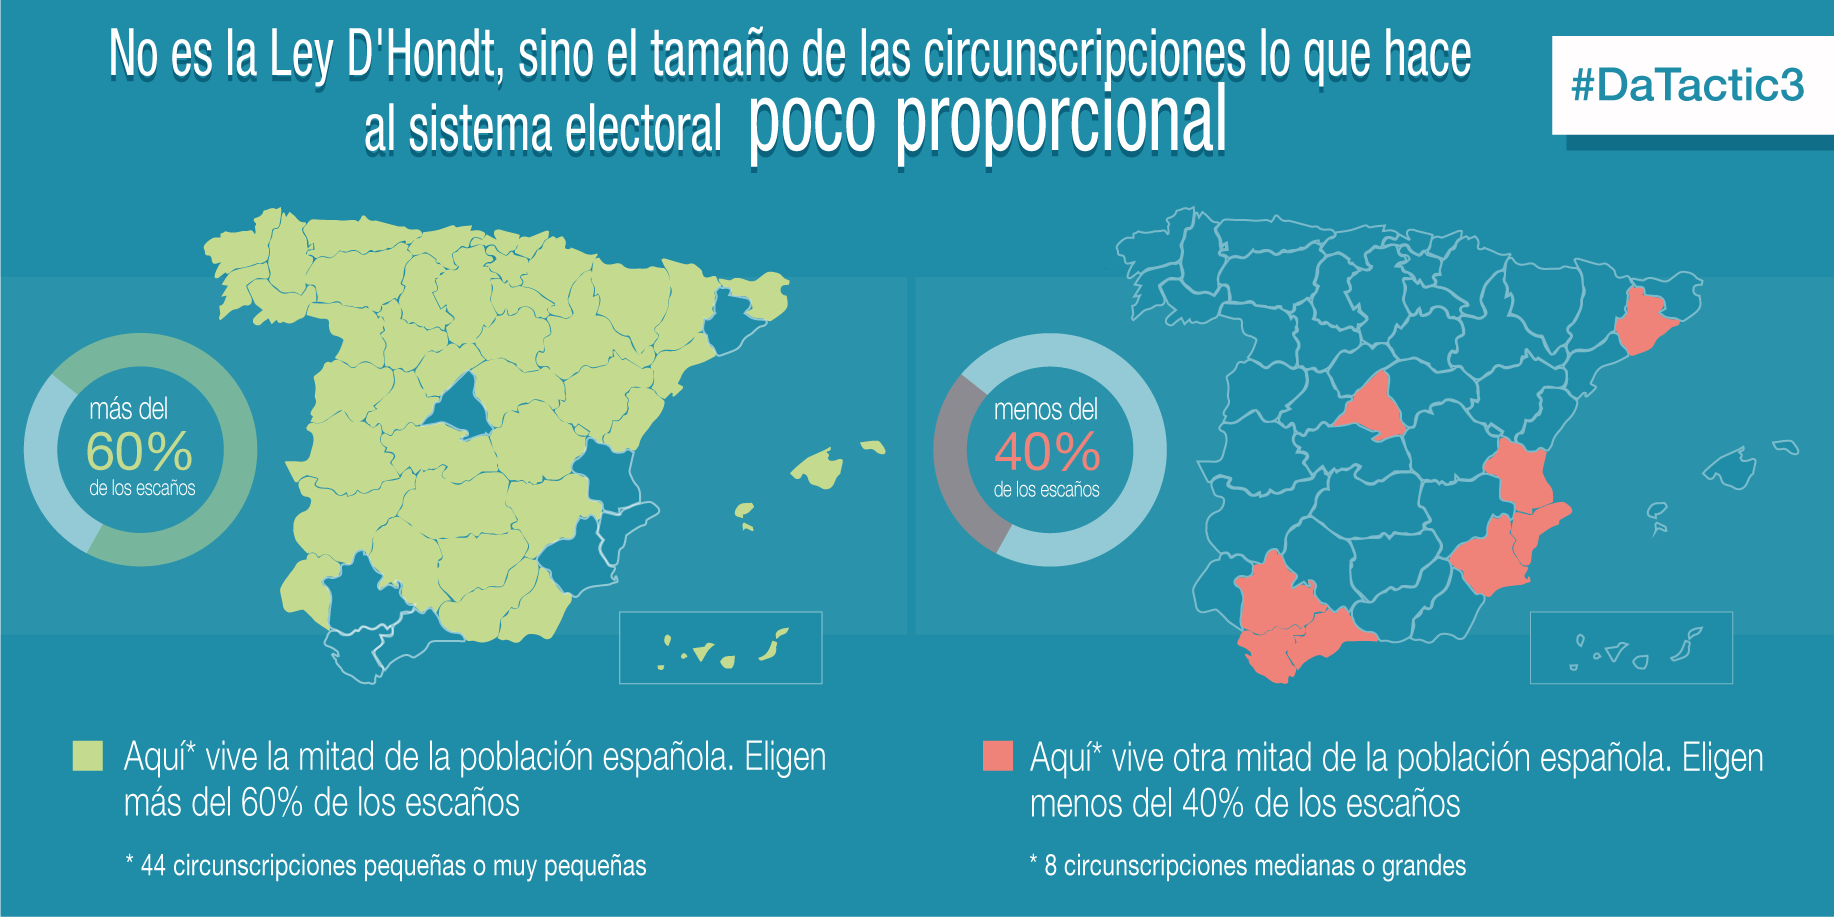 No es la Ley D'Hondt, sino el tamaño de las circunscripciones lo que hace
al sistema electoral poco proporcional
#DaTactic3
más del
60%
de los escaños
menos del
40%
de los escaños
Aquí* vive la mitad de la población española. Eligen
más del 60% de los escaños
* 44 circunscripciones pequeñas o muy pequeñas
Aquí* vive otra mitad de la población española. Eligen
menos del 40% de los escaños
* 8 circunscripciones medianas o grandes